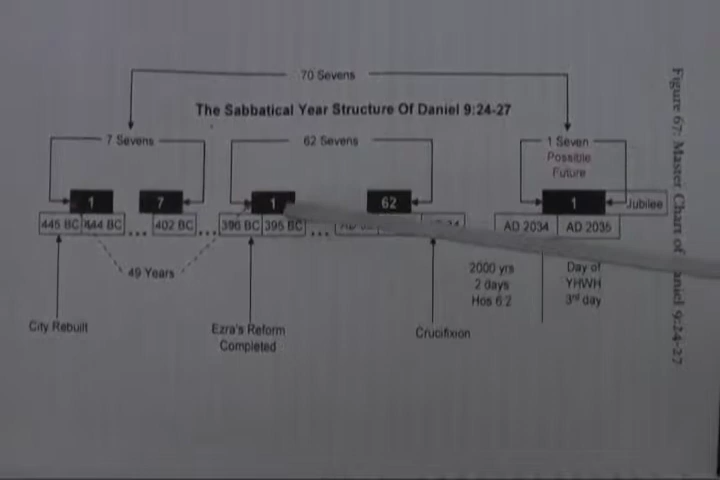 70 Sevens
The Sabbatical Year Structure Of Daniel 9:24-27
7 Sevens
62 Sevens
1 Seven
Possible
Future
1
7
1
62
1
Jubilee
445 BC
444 BC
402 BC
396 BC
395 BC
AD 2034
AD 2035
...
...
...
49 Years
2000 yrs
2 days
Hos 6:2
Day of
YHWH
3rd day
City Rebuilt
Ezra's Reform
Completed
Crucifixion
Figure 67: Master Chart of 9:24-27